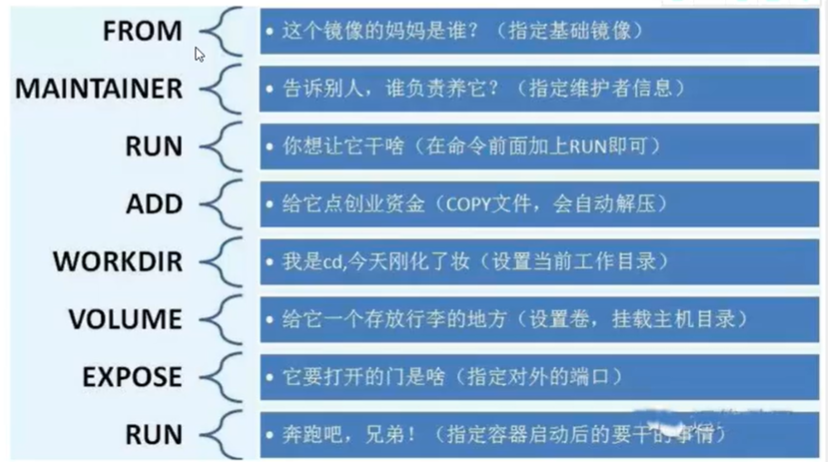 FROM • 这个镜像的妈妈是谁？（指定基础镜像）
MAINTAINER • 告诉别人，谁负责养它？（指定维护者信息）
RUN • 你想让它干啥（在命令前面加上RUN即可）
ADD • 给它点创业资金（COPY文件，会自动解压）
WORKDIR • 我是cd,今天刚化了妆（设置当前工作目录）
VOLUME • 给它一个存放行李的地方（设置卷，挂载主机目录）
EXPOSE • 它要打开的门是啥（指定对外的端口）
RUN • 奔跑吧，兄弟！（指定容器启动后的要干的事情）